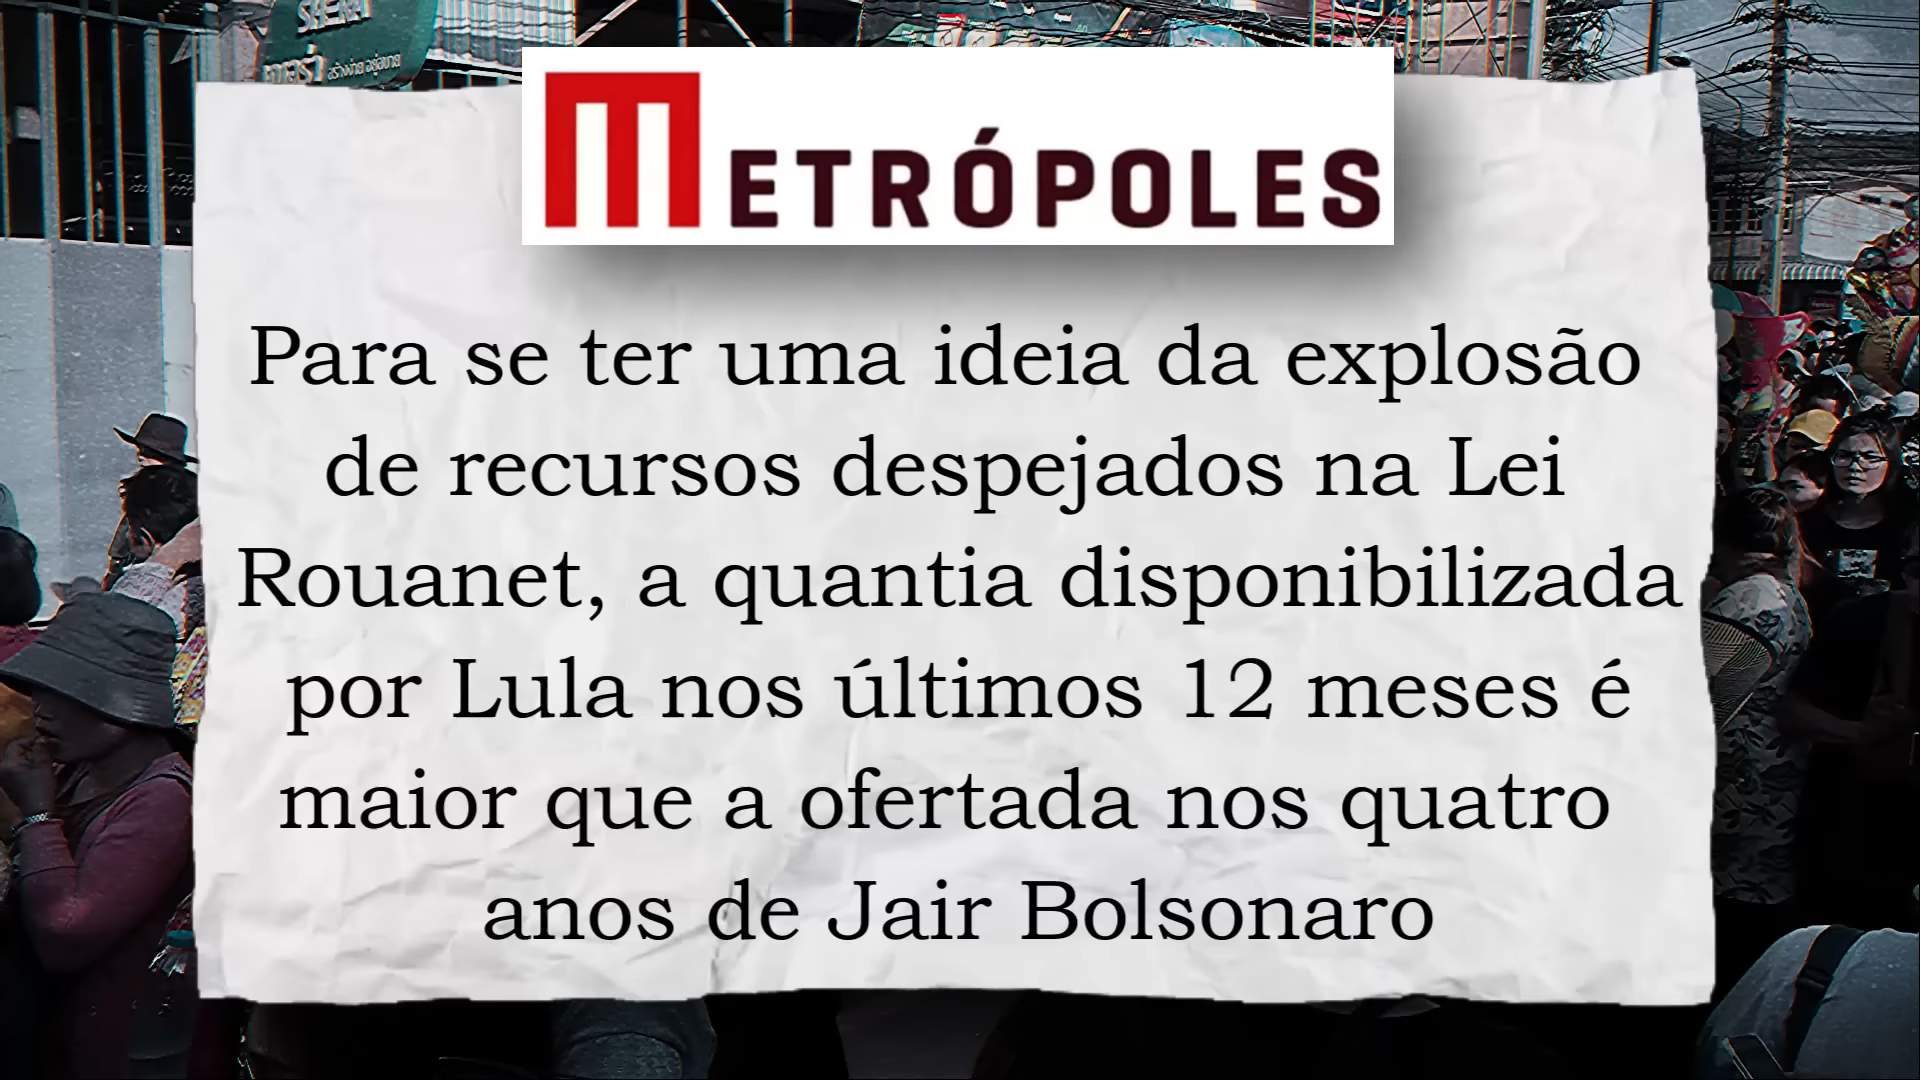 METRÓPOLES
Para se ter uma ideia da explosão
de recursos despejados na Lei
Rouanet, a quantia disponibilizada
por Lula nos últimos 12 meses é
maior que a ofertada nos quatro
anos de Jair Bolsonaro